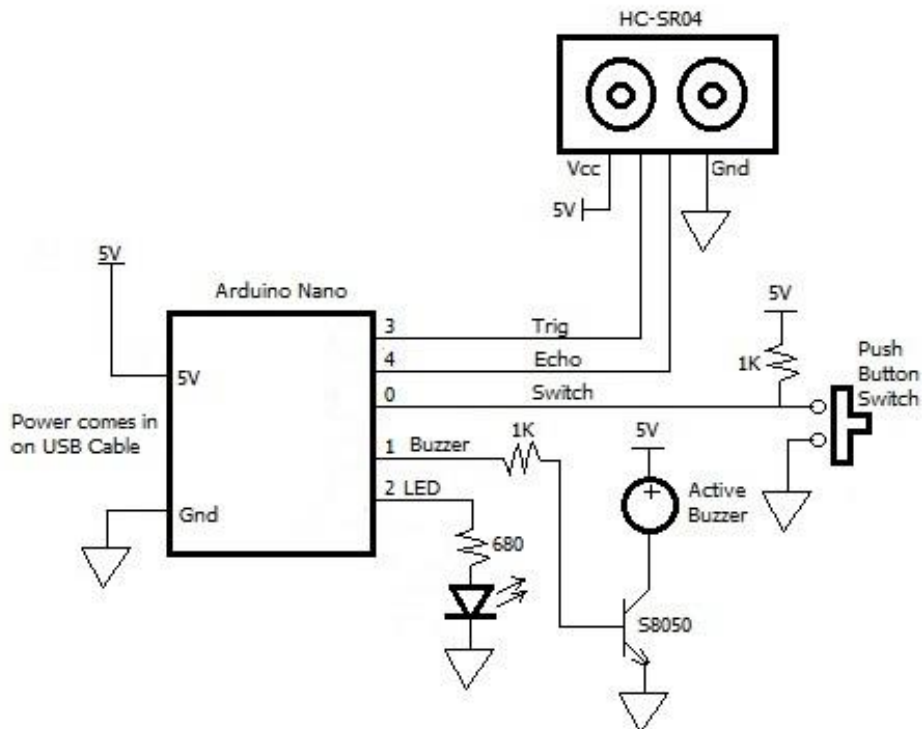 HC-SR04
Vcc
Gnd
5V
5V
Arduino Nano
5V
3
Trig
4
Echo
1K
Push
Button
Switch
5V
0
Switch
Power comes in
on USB Cable
1
Buzzer
1K
5V
2
LED
Active
Buzzer
+
Gnd
680
S8050